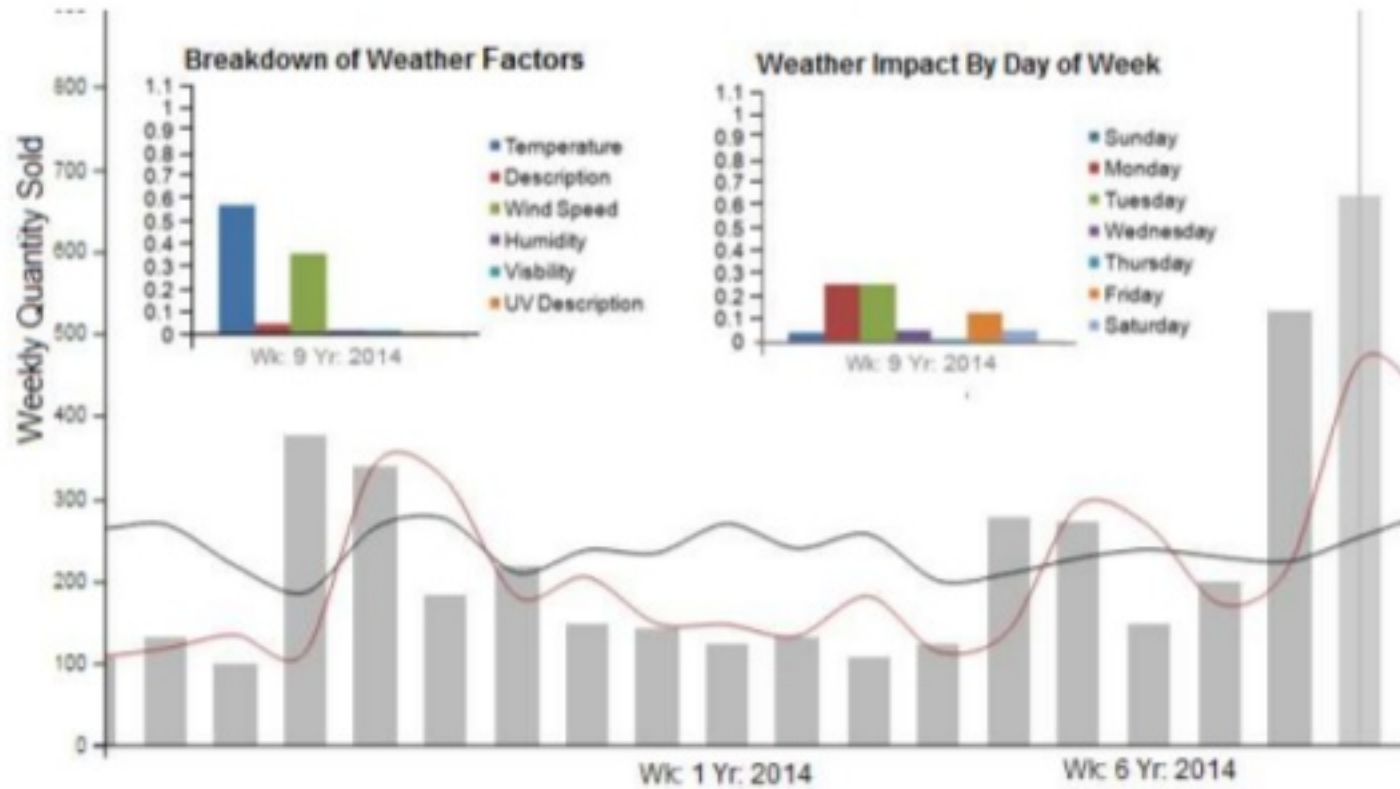 Weekly Quantity Sold
800
700
600
500
400
300
200
100
0
Wk: 1 Yr: 2014
Wk: 6 Yr: 2014
Breakdown of Weather Factors
1.1
1
0.9
0.8
0.7
0.6
0.5
0.4
0.3
0.2
0.1
0
Wk: 9 Yr: 2014
Temperature
Description
Wind Speed
Humidity
Visbility
UV Description
Weather Impact By Day of Week
1.1
1
0.9
0.8
0.7
0.6
0.5
0.4
0.3
0.2
0.1
0
Wk: 9 Yr: 2014
Sunday
Monday
Tuesday
Wednesday
Thursday
Friday
Saturday